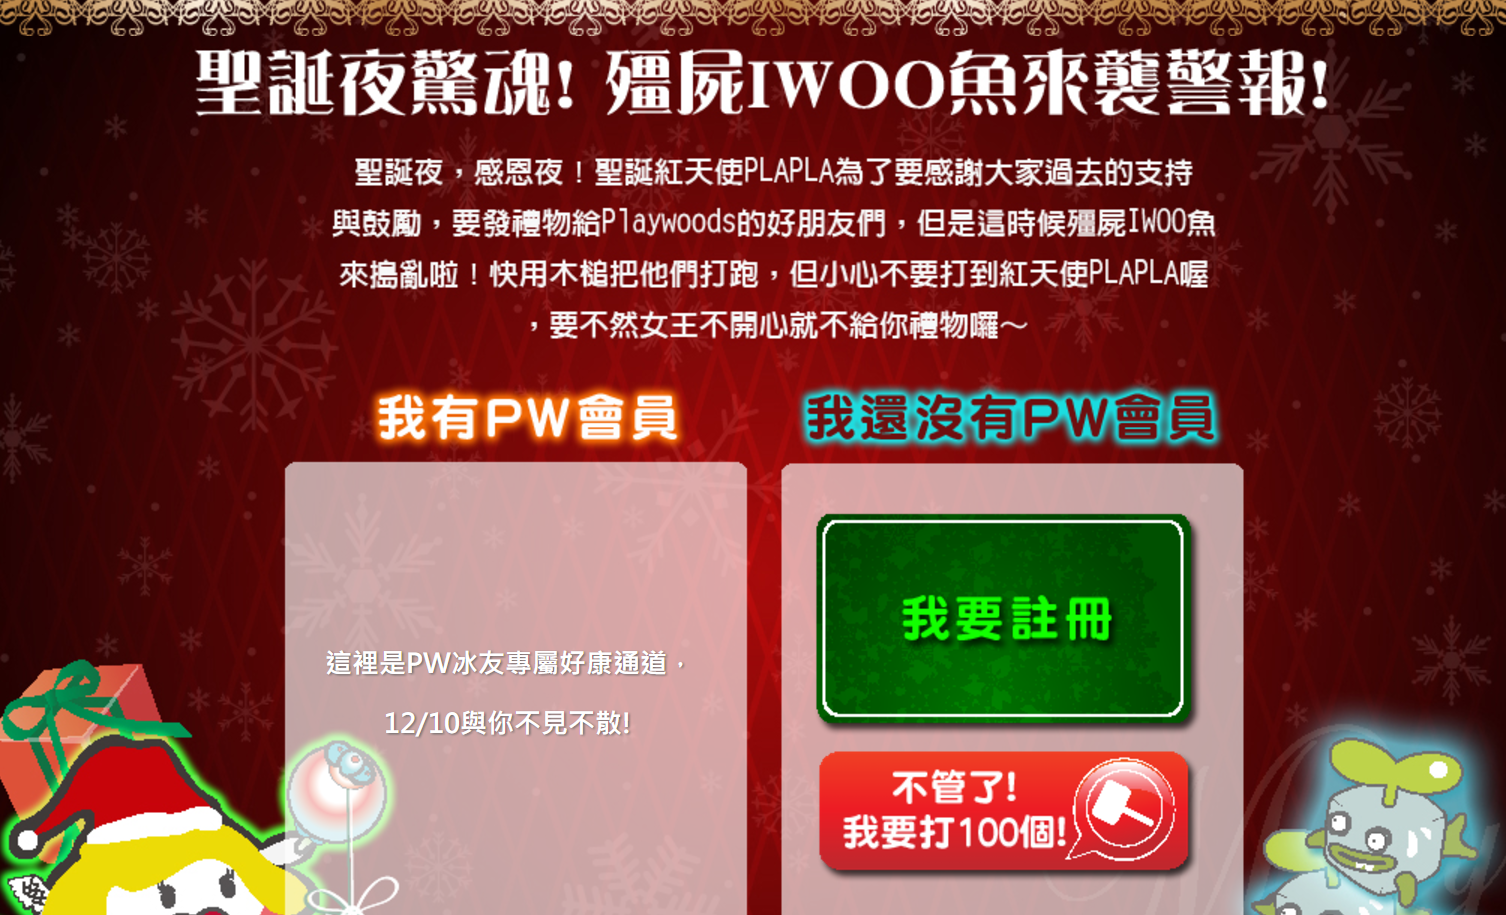 聖誕夜驚魂! 殭屍IWOO魚來襲警報!
聖誕夜，感恩夜！聖誕紅天使PLAPLA為了要感謝大家過去的支持
與鼓勵，要發禮物給Playwoods的好朋友們，但是這時候殭屍IWOO魚
來搗亂啦！快用木槌把他們打跑，但小心不要打到紅天使PLAPLA喔
，要不然女王不開心就不給你禮物囉～
我有PW會員
我還沒有PW會員
這裡是PW冰友專屬好康通道，
12/10與你不見不散!
我要註冊
不管了!
我要打100個!